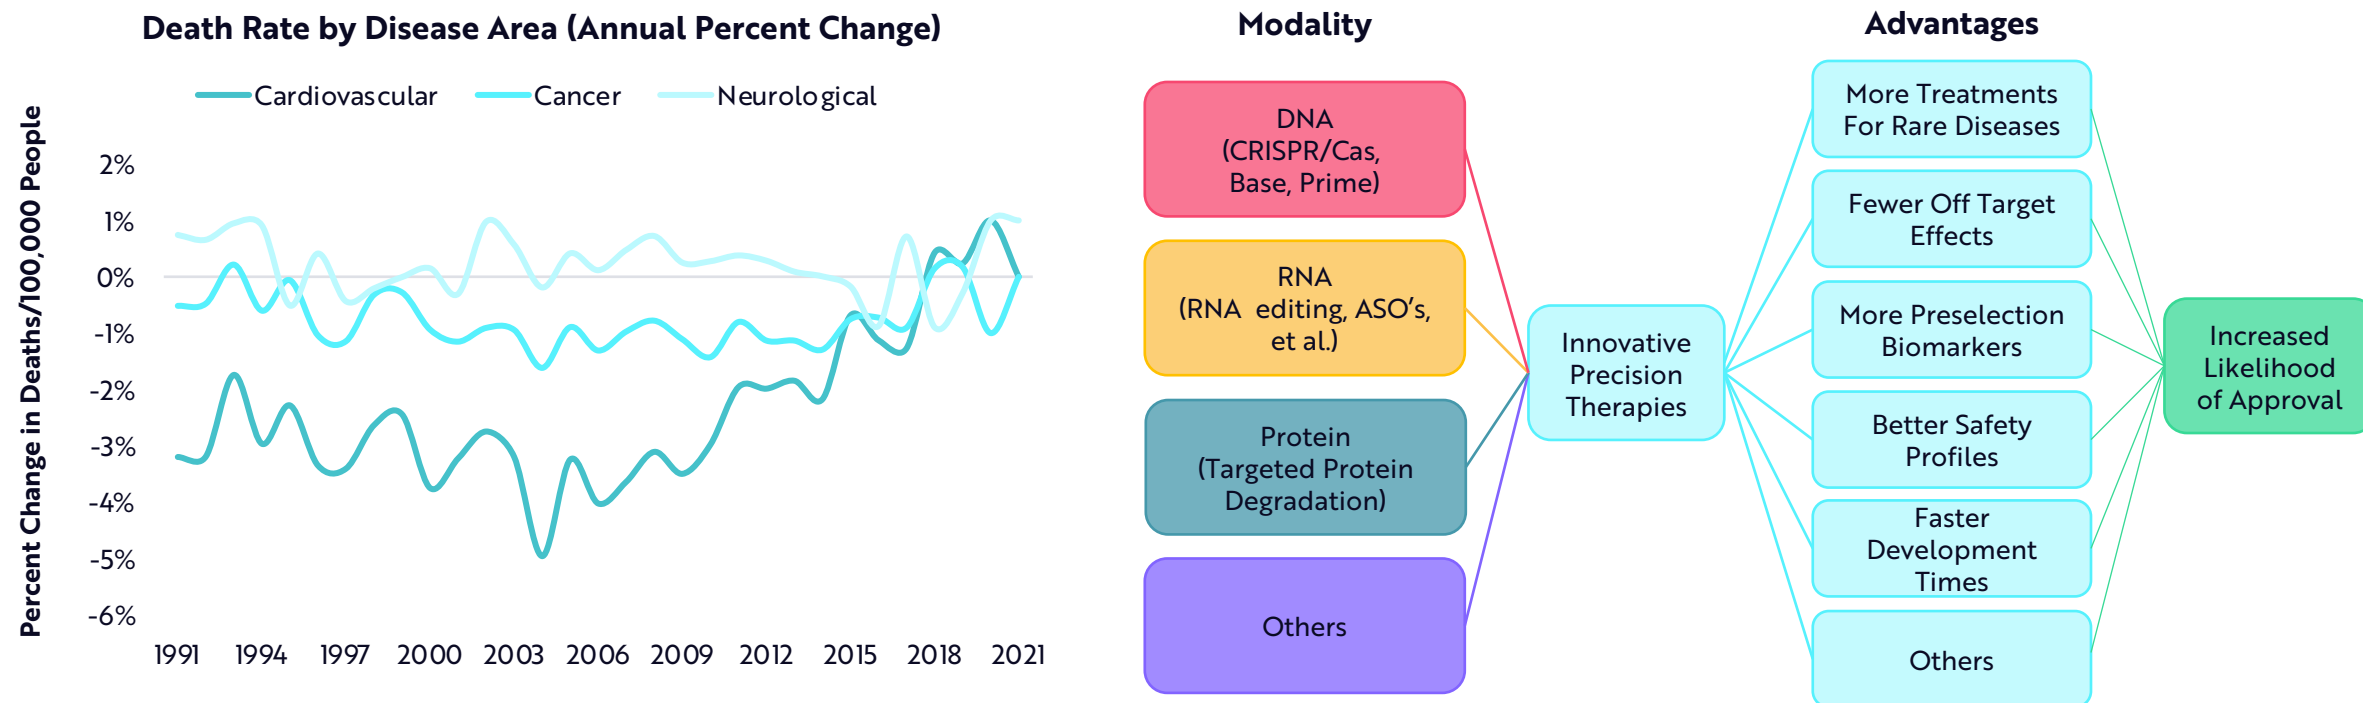 Death Rate by Disease Area (Annual Percent Change)
Cardiovascular
Cancer
Neurological
Percent Change in Deaths/100,000 People
2%
1%
0%
-1%
-2%
-3%
-4%
-5%
-6%
1991
1994
1997
2000
2003
2006
2009
2012
2015
2018
2021
Modality
DNA
(CRISPR/Cas,
Base, Prime)
RNA
(RNA editing, ASO’s,
et al.)
Protein
(Targeted Protein
Degradation)
Others
Innovative
Precision
Therapies
Advantages
More Treatments
For Rare Diseases
Fewer Off Target
Effects
More Preselection
Biomarkers
Better Safety
Profiles
Faster
Development
Times
Others
Increased
Likelihood
of Approval